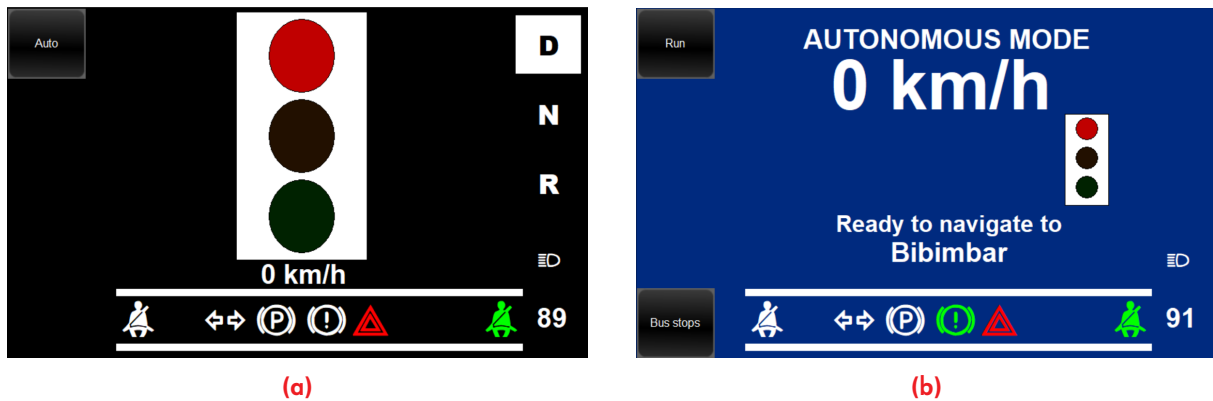 Auto
D
N
R
0 km/h
P
!
89
(a)
Run
AUTONOMOUS MODE
0 km/h
Ready to navigate to
Bibimbar
Bus stops
P
!
91
(b)